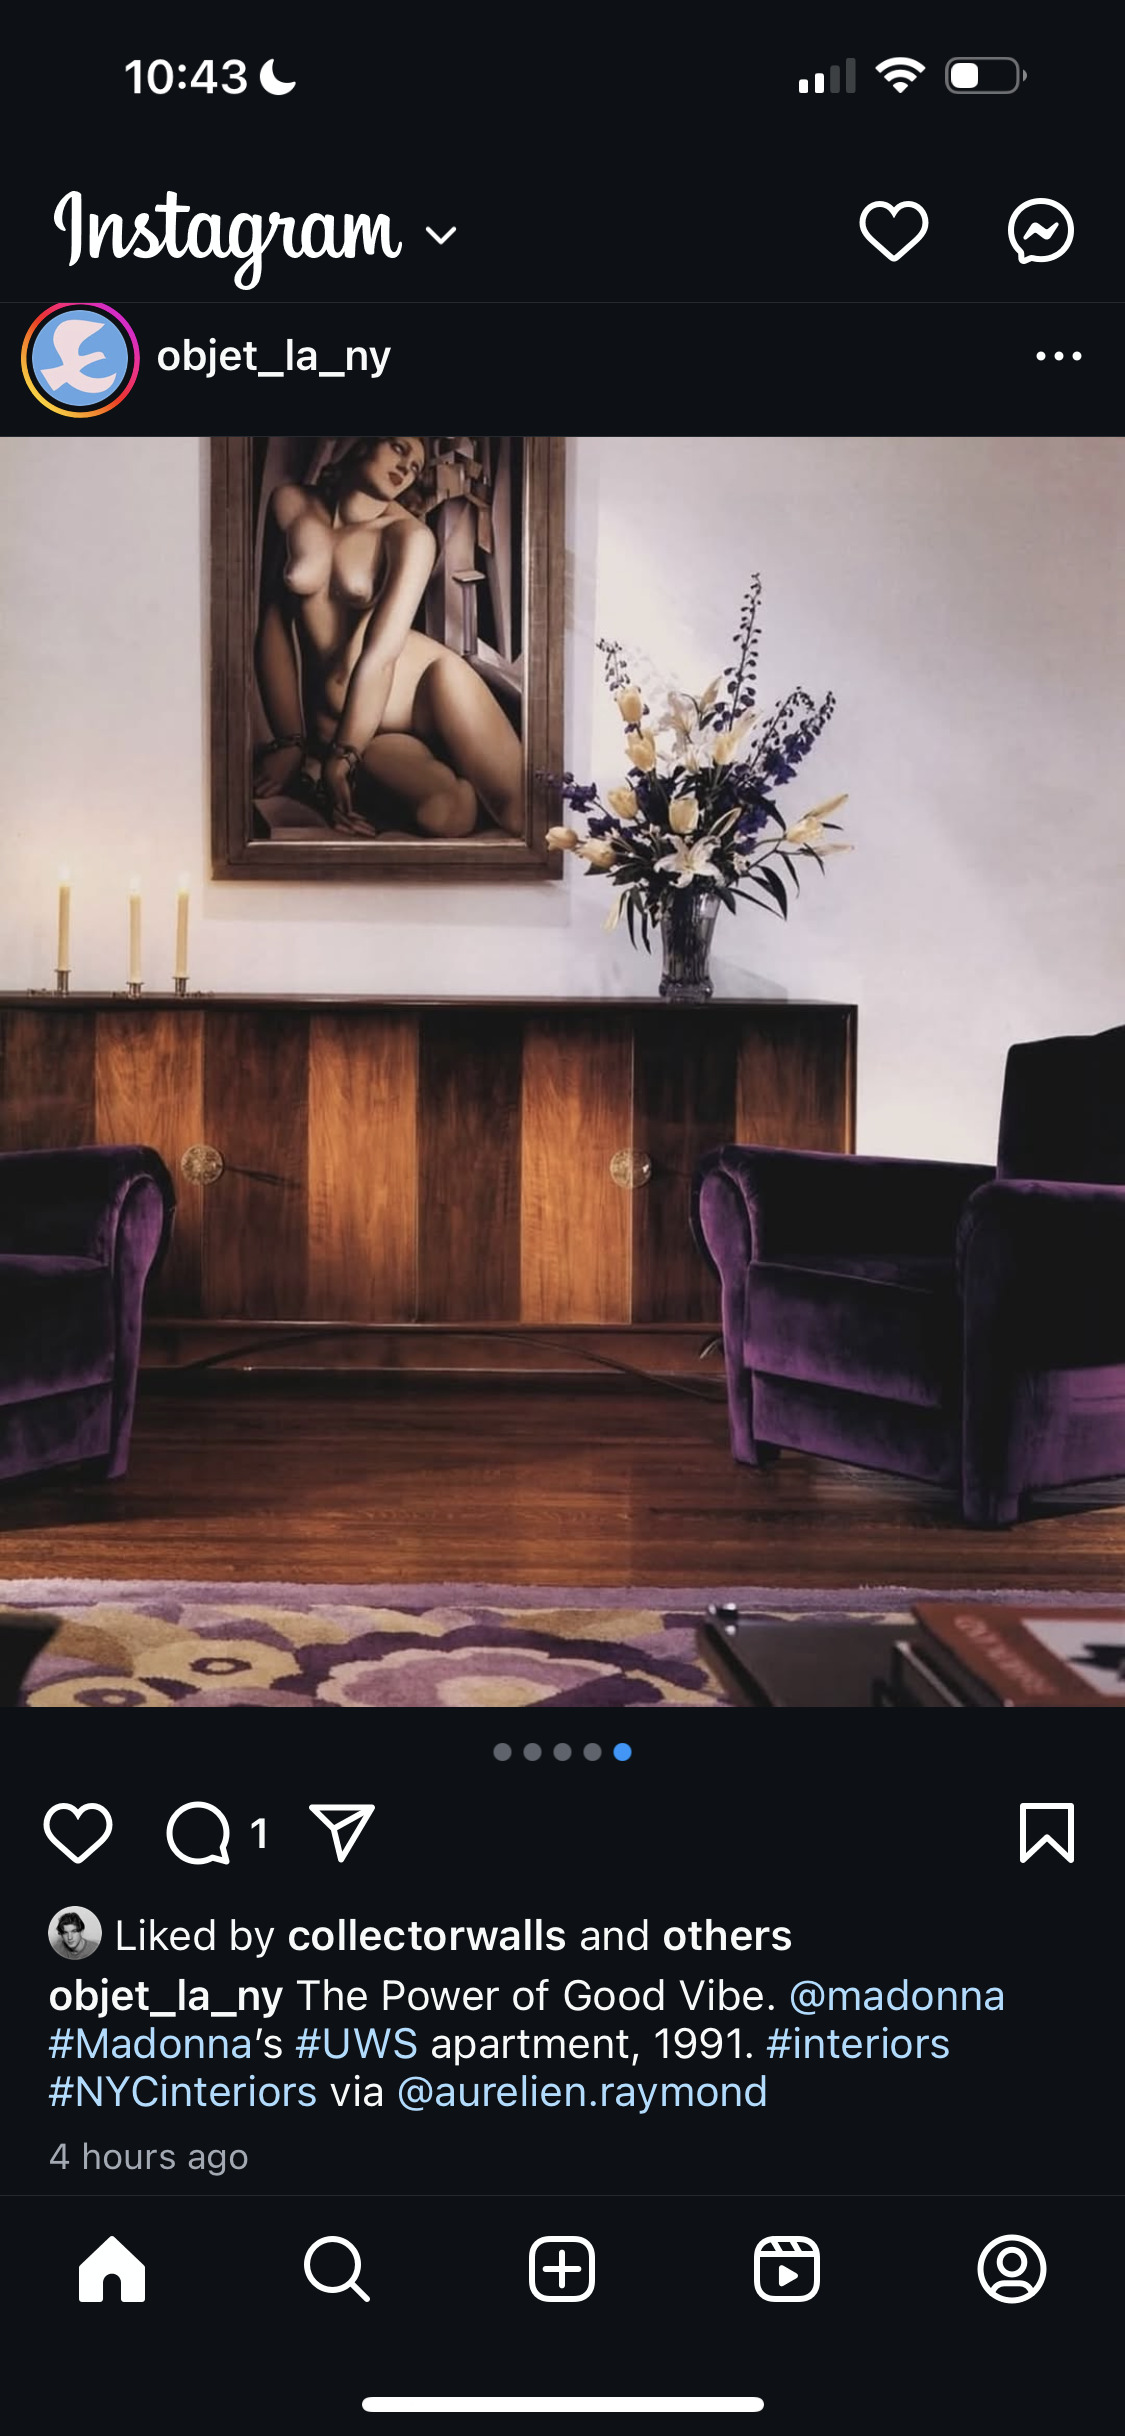 10:43
Instagram
objet_la_ny
1
Liked by collectorwalls and others
objet_la_ny The Power of Good Vibe. @madonna
#Madonna's #UWS apartment, 1991. #interiors
#NYCinteriors via @aurelien.raymond
4 hours ago